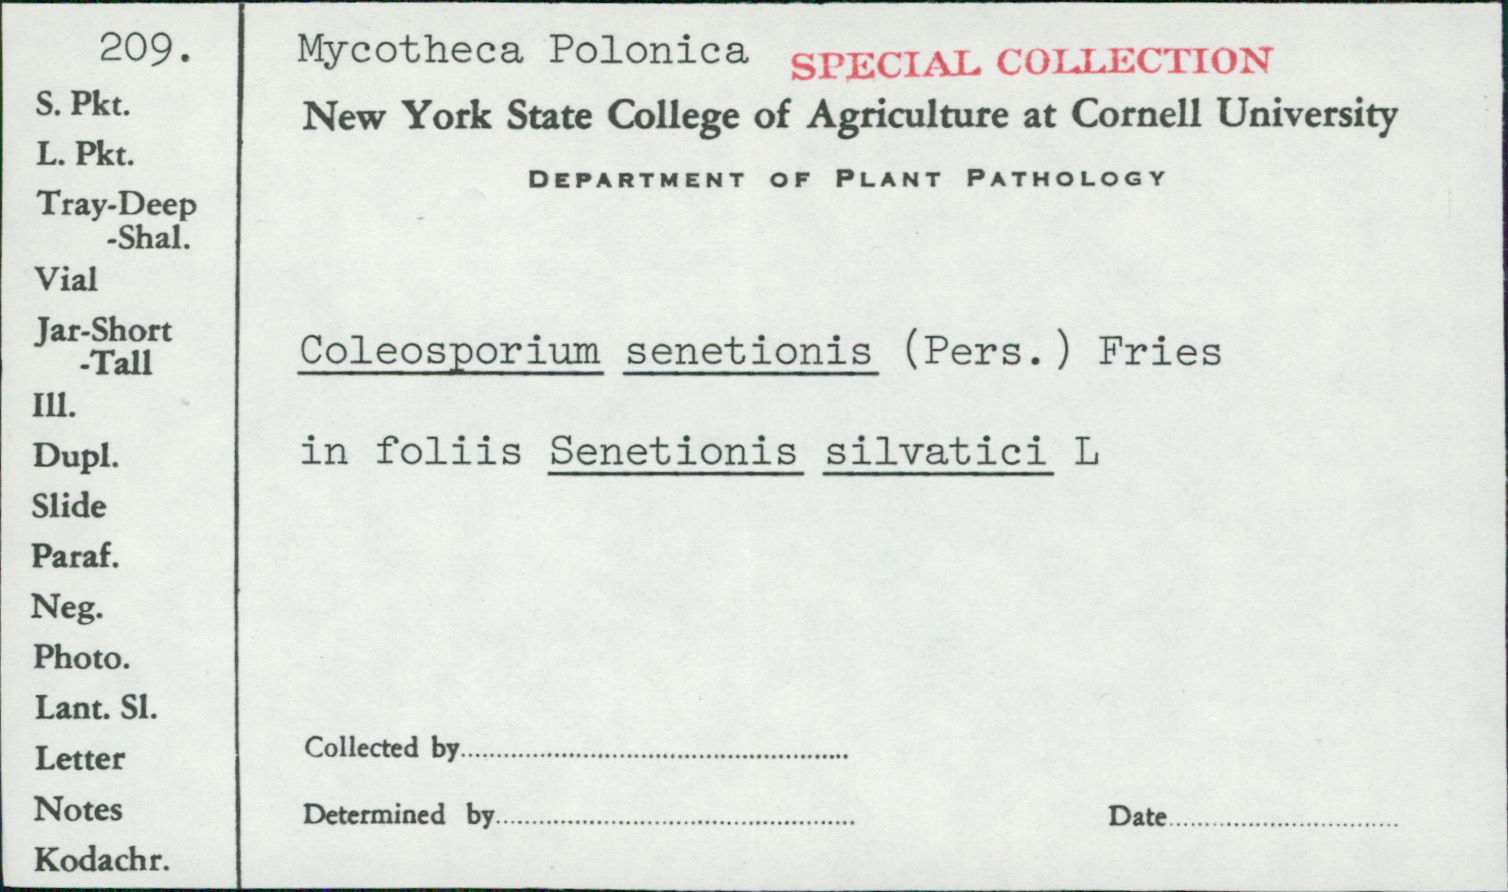 209.
S. Pkt.
L. Pkt.
Tray-Deep
-Shal.
Vial
Jar-Short
-Tall
Ill.
Dupl.
Slide
Paraf.
Neg.
Photo.
Lant. Sl.
Letter
Notes
Kodachr.
Mycotheca Polonica SPECIAL COLLECTION
New York State College of Agriculture at Cornell University
DEPARTMENT OF PLANT PATHOLOGY
Coleosporium senetionis (Pers.) Fries
in foliis Senetionis silvatici L
Collected by
Determined by Date